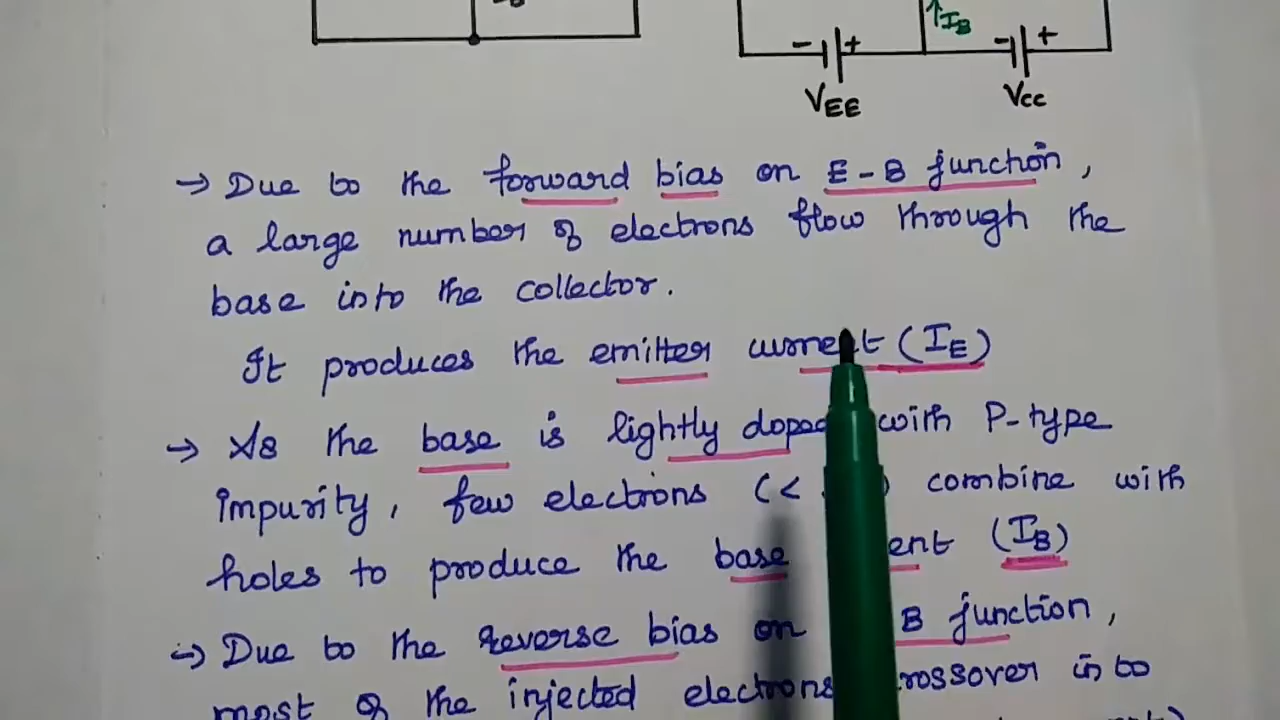 ↑IB
- + - +
VEE Vcc
→ Due to the forward bias on E-B junction,
a large number of electrons flow through the
base into the collector.
It produces the emitter current (IE)
→ As the base is lightly doped with P-type
impurity, few electrons (< ) combine with
holes to produce the base ent (IB)
→ Due to the reverse bias on B junction,
most of the injected electrons crossover in to